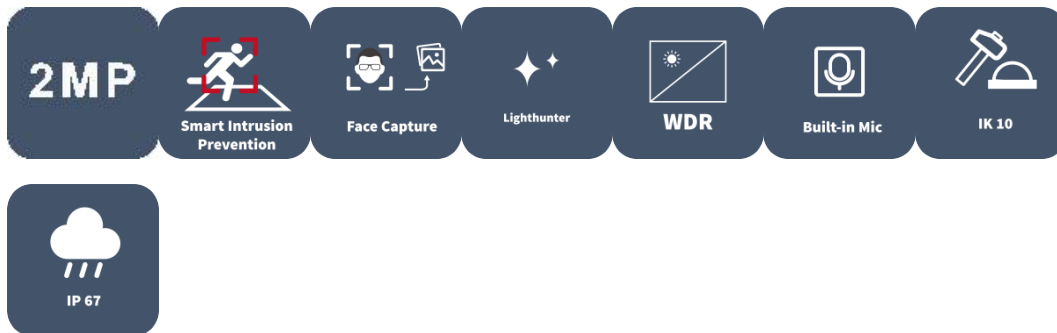 2MP
Smart Intrusion
Prevention
Face Capture
Lighthunter
WDR
Built-in Mic
IK 10
IP 67